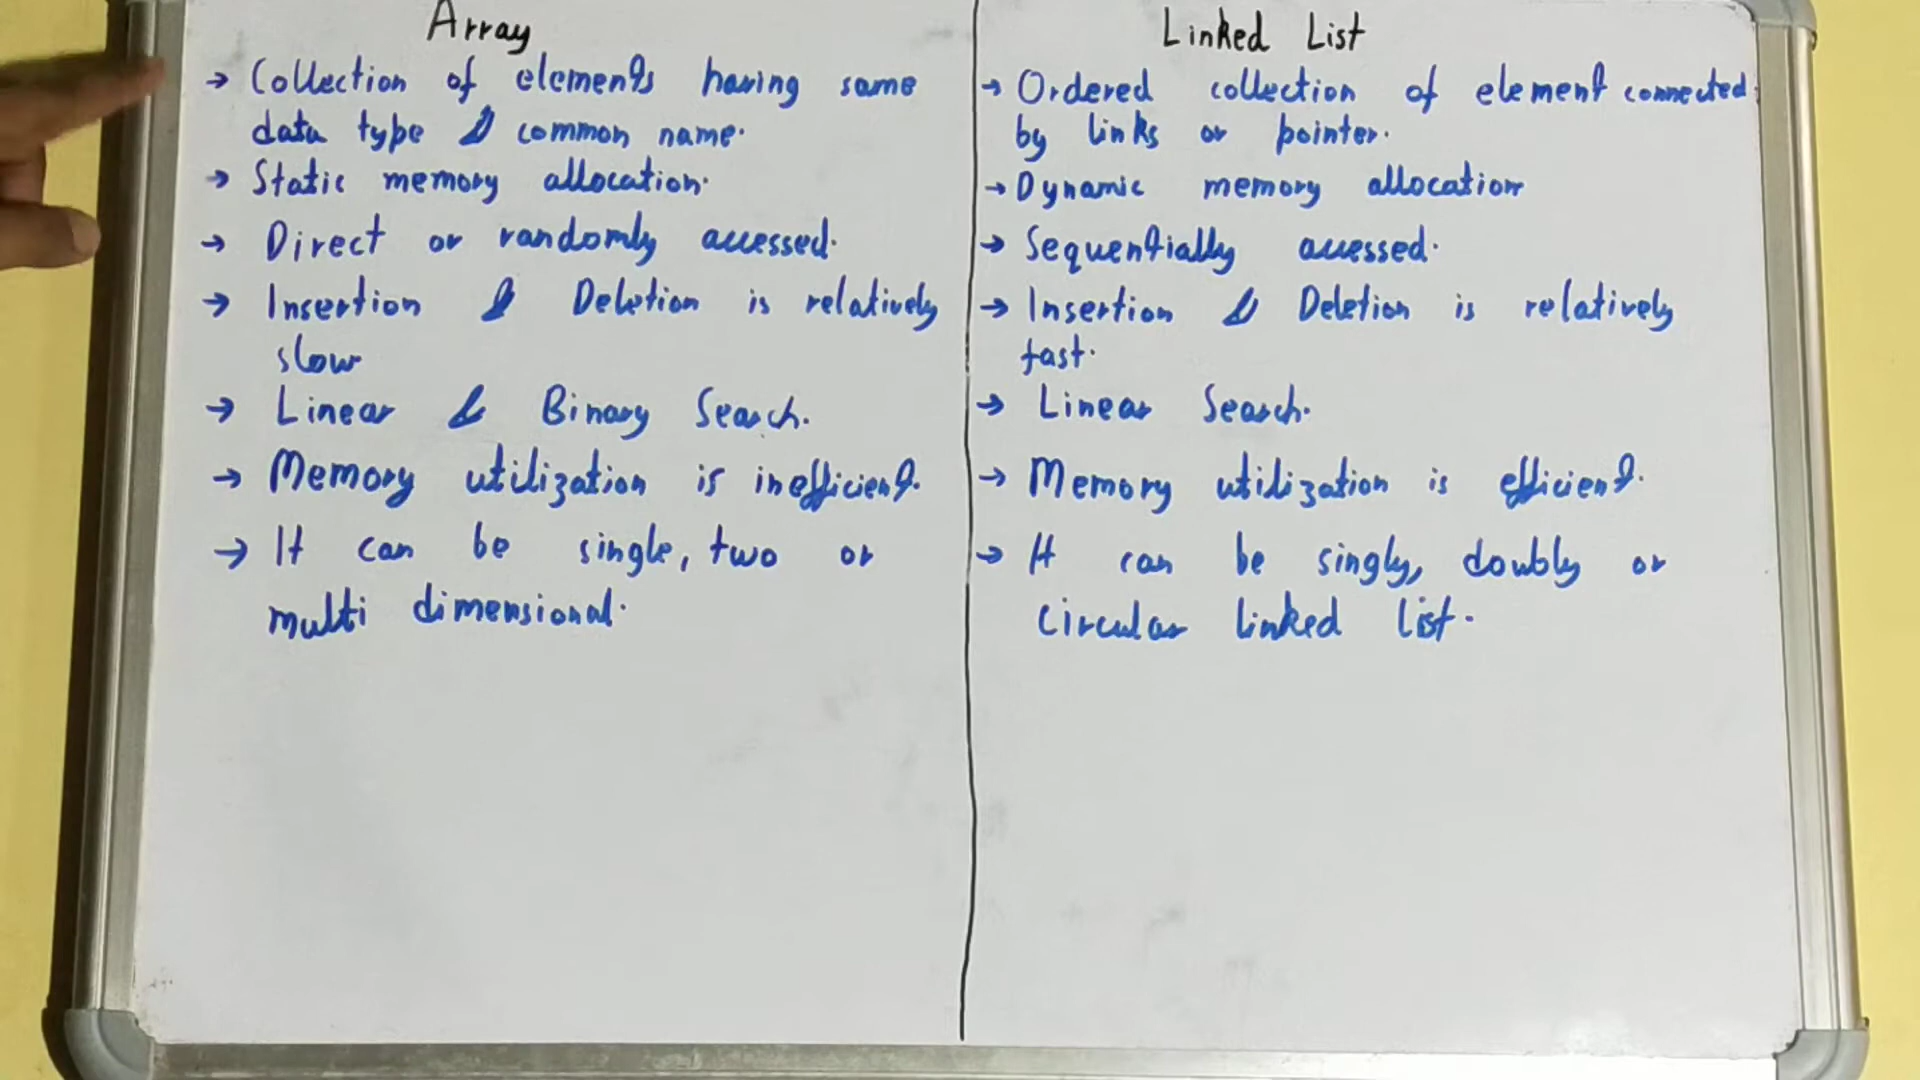 Array
→ Collection of elements having same
data type & common name.
→ Static memory allocation.
→ Direct or randomly accessed.
→ Insertion & Deletion is relatively
slow
→ Linear & Binary Search.
→ Memory utilization is inefficient.
→ It can be single, two or
multi dimensional.
Linked List
→ Ordered collection of element connected
by links or pointer.
→ Dynamic memory allocation
→ Sequentially accessed.
→ Insertion & Deletion is relatively
fast.
→ Linear Search.
→ Memory utilization is efficient.
→ It can be singly, doubly or
circular linked list.